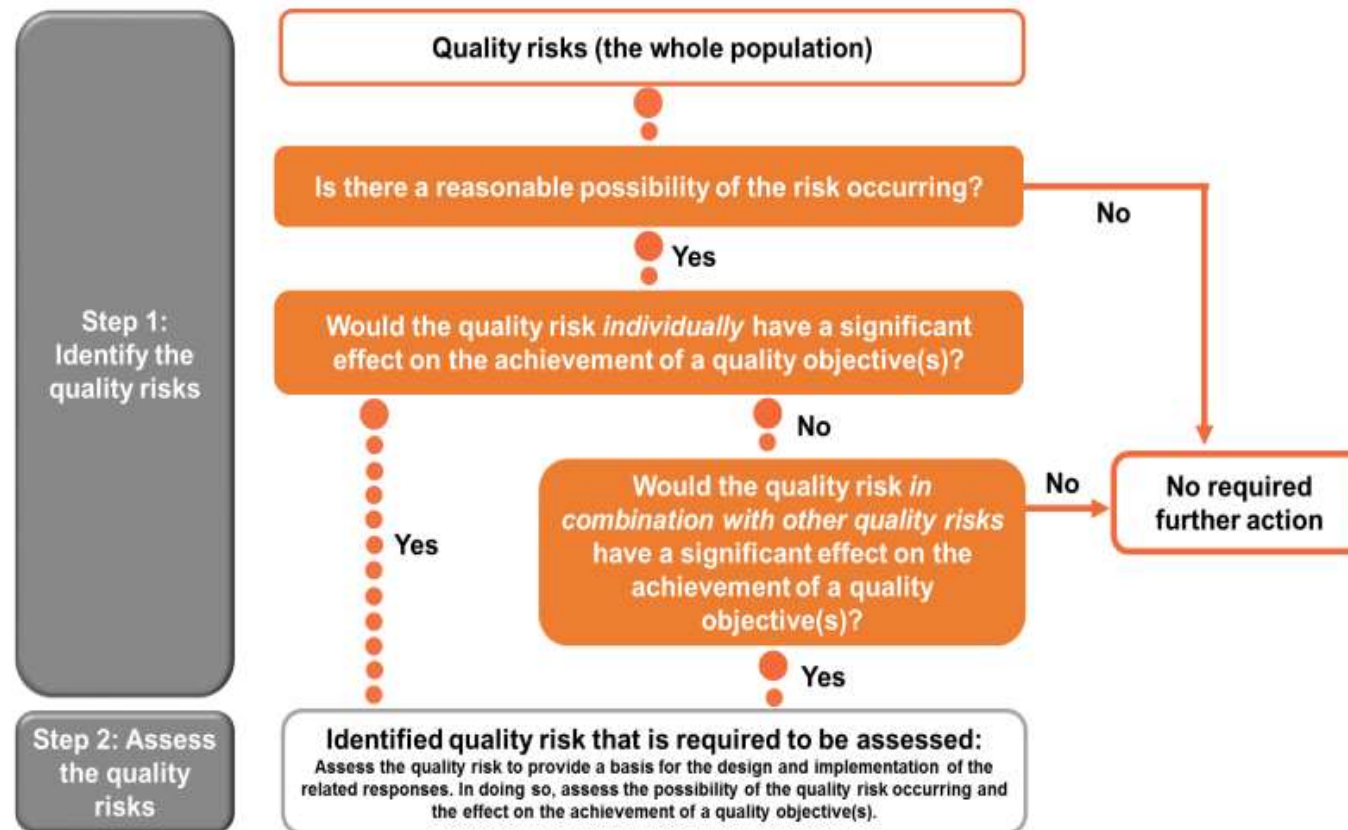 Quality risks (the whole population)
Is there a reasonable possibility of the risk occurring?
No
Yes
Step 1:
Identify the
quality risks
Would the quality risk individually have a significant
effect on the achievement of a quality objective(s)?
No
Yes
Would the quality risk in
combination with other quality risks
have a significant effect on the
achievement of a quality
objective(s)?
No
No required
further action
Yes
Step 2: Assess
the quality
risks
Identified quality risk that is required to be assessed:
Assess the quality risk to provide a basis for the design and implementation of the
related responses. In doing so, assess the possibility of the quality risk occurring and
the effect on the achievement of a quality objective(s).